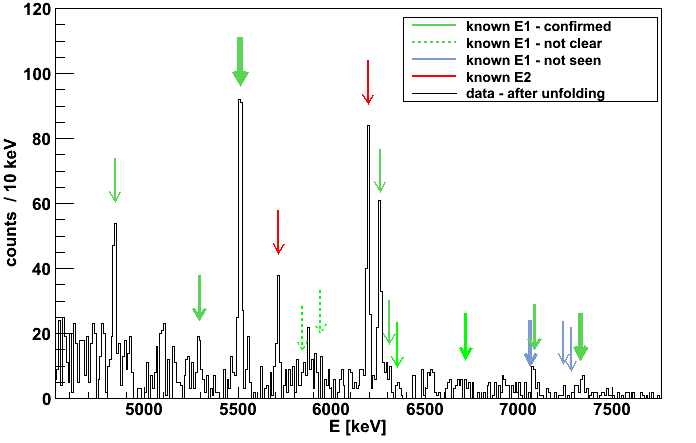 120
100
80
60
40
20
0
counts / 10 keV
known E1 - confirmed
known E1 - not clear
known E1 - not seen
known E2
data - after unfolding
5000 5500 6000 6500 7000 7500
E [keV]